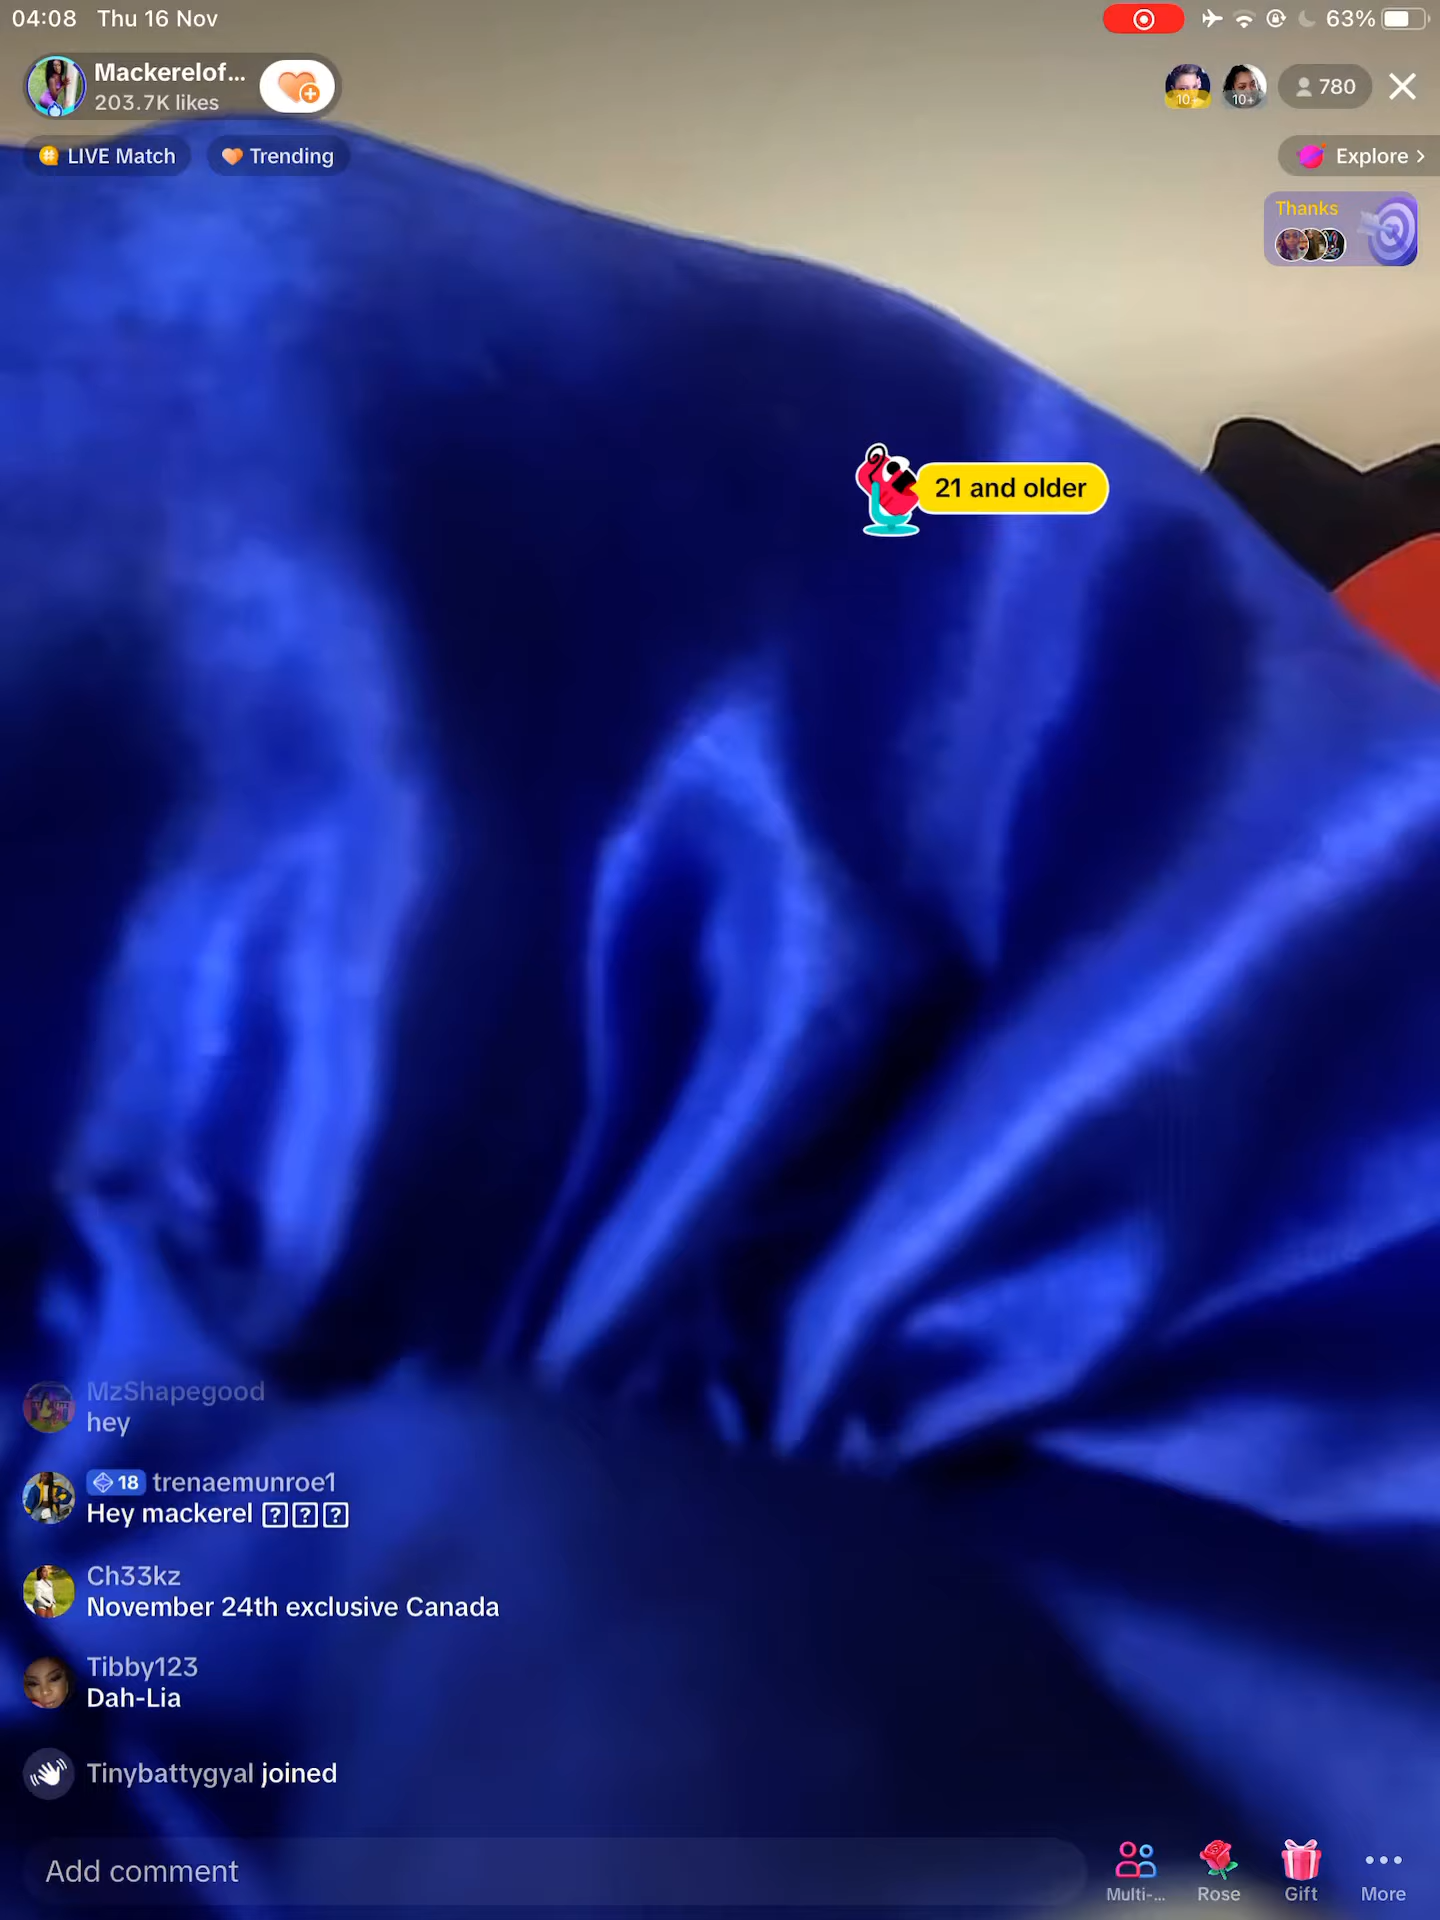 04:08 Thu 16 Nov
63%
Mackerelof...
203.7K likes
10+
10+
780
LIVE Match
Trending
Explore >
Thanks
21 and older
MzShapegood
hey
18 trenaemunroe1
Hey mackerel
Ch33kz
November 24th exclusive Canada
Tibby123
Dah-Lia
Tinybattygyal joined
Add comment
Multi-...
Rose
Gift
More